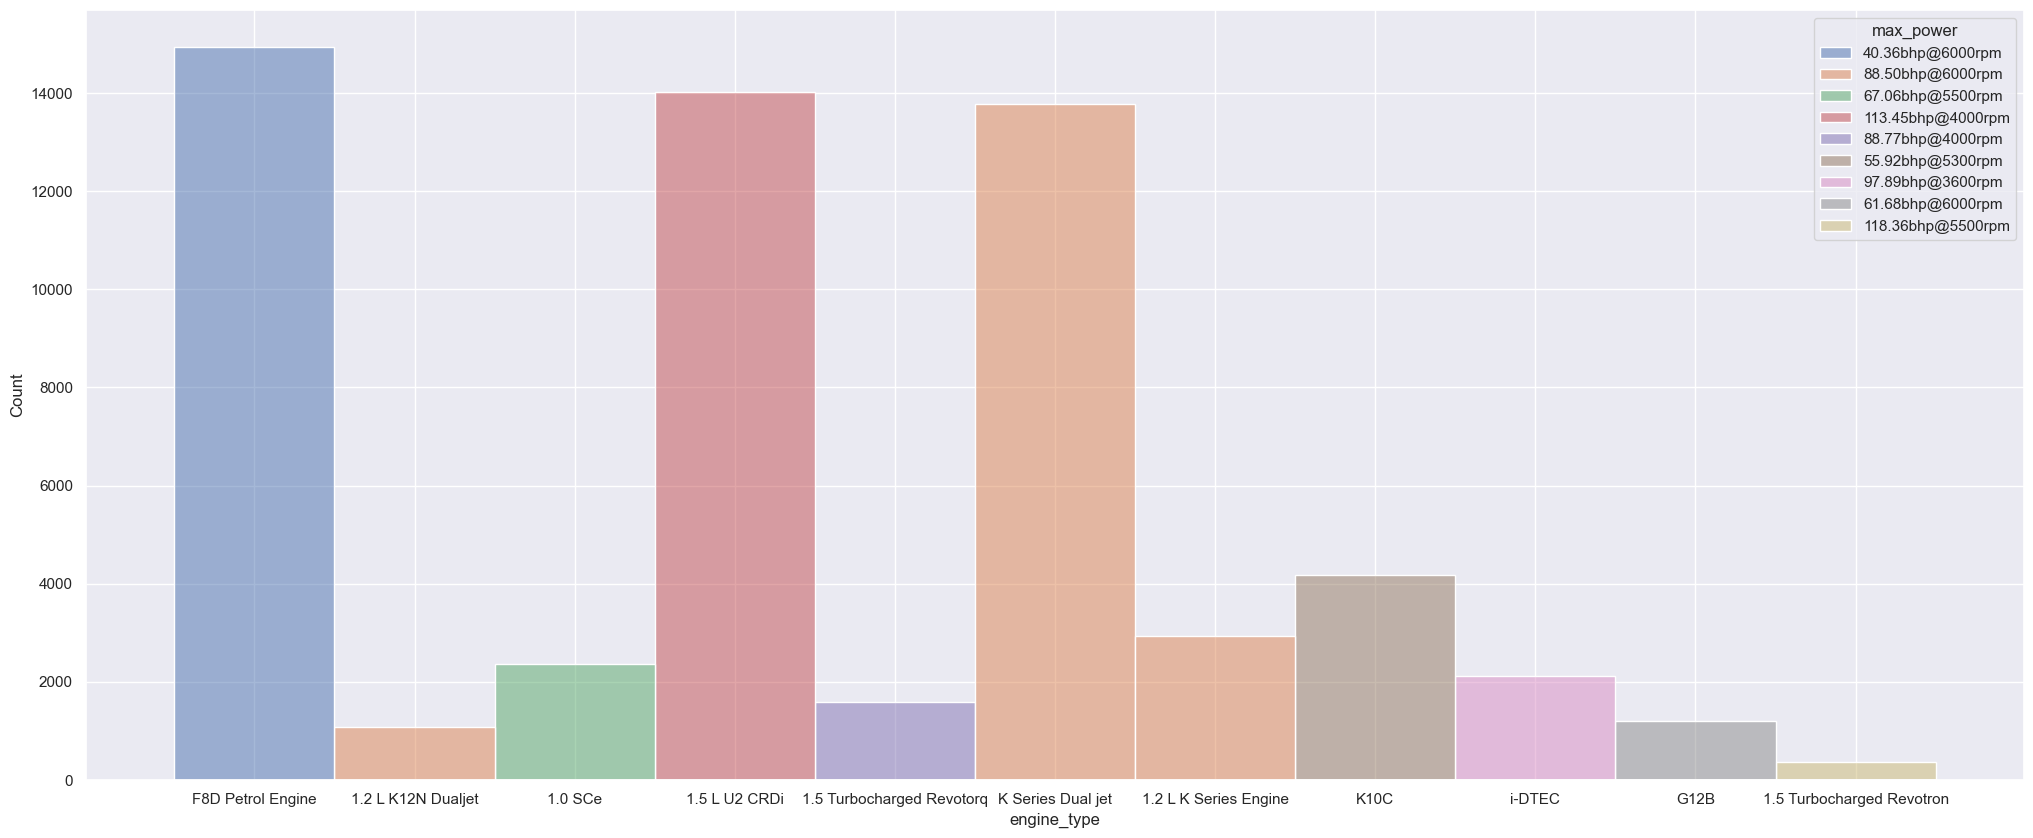 max_power
40.36bhp@6000rpm
88.50bhp@6000rpm
67.06bhp@5500rpm
113.45bhp@4000rpm
88.77bhp@4000rpm
55.92bhp@5300rpm
97.89bhp@3600rpm
61.68bhp@6000rpm
118.36bhp@5500rpm
14000
12000
10000
8000
6000
4000
2000
0
Count
F8D Petrol Engine
1.2 L K12N Dualjet
1.0 SCe
1.5 L U2 CRDi
1.5 Turbocharged Revotorq
K Series Dual jet
1.2 L K Series Engine
K10C
i-DTEC
G12B
1.5 Turbocharged Revotron
engine_type